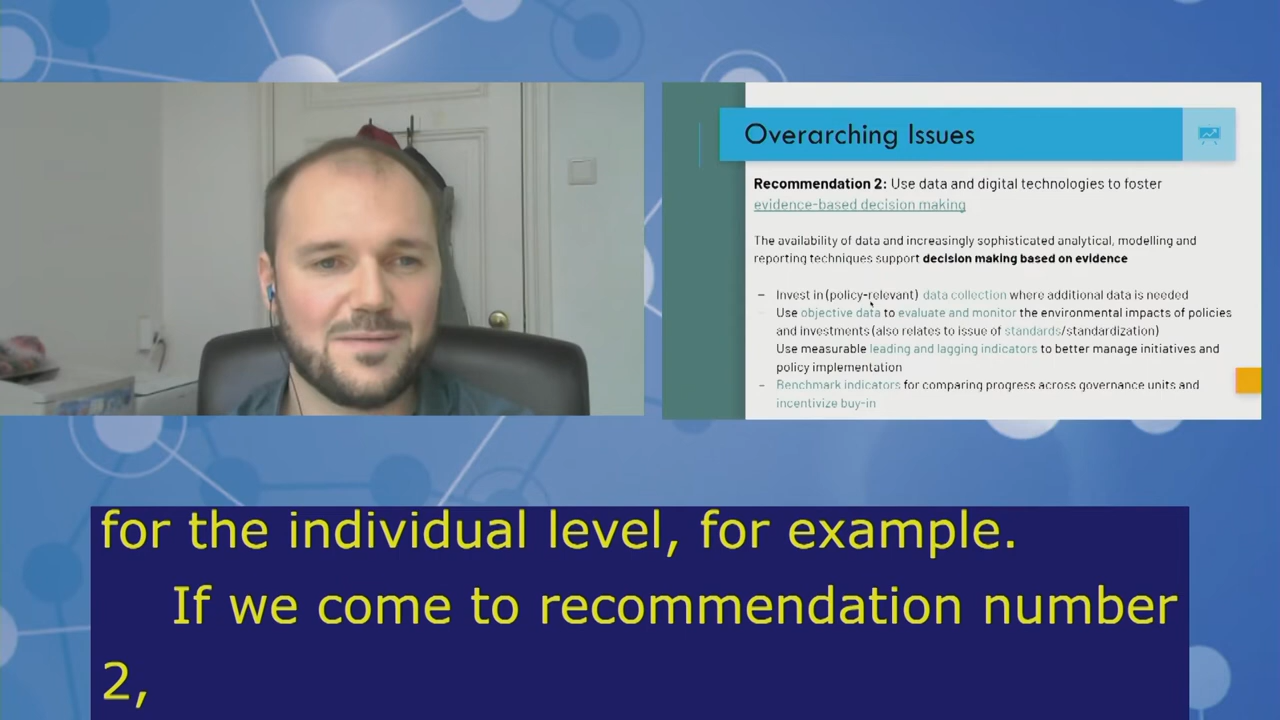 Overarching Issues
Recommendation 2: Use data and digital technologies to foster
evidence-based decision making
The availability of data and increasingly sophisticated analytical, modelling and
reporting techniques support decision making based on evidence
– Invest in (policy-relevant) data collection where additional data is needed
Use objective data to evaluate and monitor the environmental impacts of policies
and investments (also relates to issue of standards/standardization)
Use measurable leading and lagging indicators to better manage initiatives and
policy implementation
– Benchmark indicators for comparing progress across governance units and
incentivize buy-in
for the individual level, for example.
If we come to recommendation number
2,